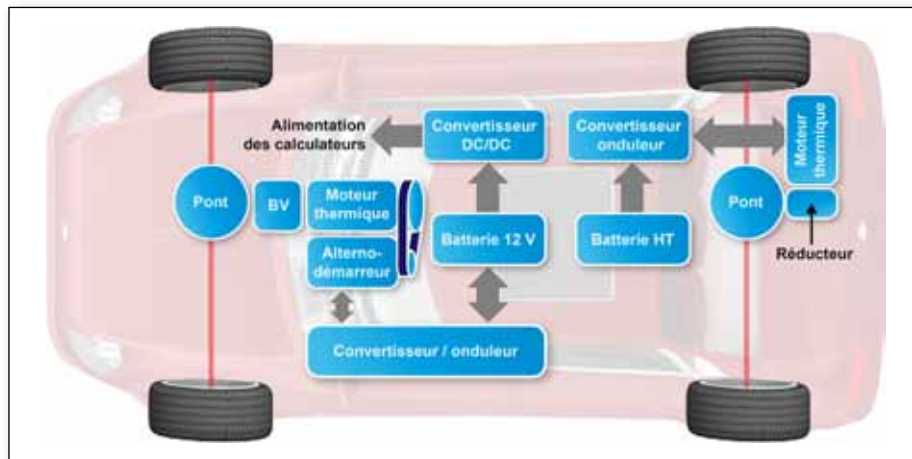 Alimentation
des calculateurs
Convertisseur
DC/DC
Convertisseur
onduleur
Moteur
thermique
Pont
BV
Moteur
thermique
Alterno-
démarreur
Batterie 12 V
Batterie HT
Pont
Réducteur
Convertisseur / onduleur